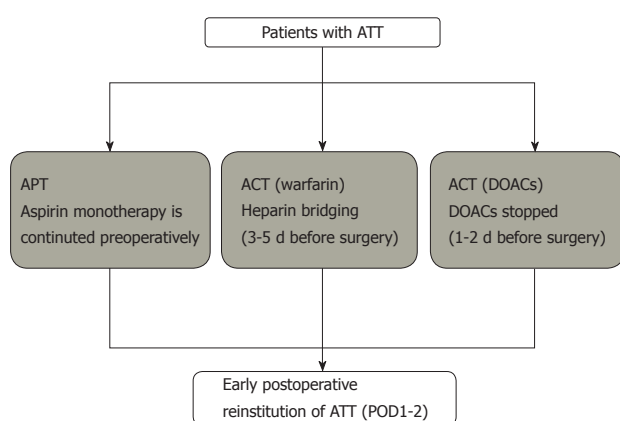 Patients with ATT
APT
Aspirin monotherapy is
continuted preoperatively
ACT (warfarin)
Heparin bridging
(3-5 d before surgery)
ACT (DOACs)
DOACs stopped
(1-2 d before surgery)
Early postoperative
reinstitution of ATT (POD1-2)